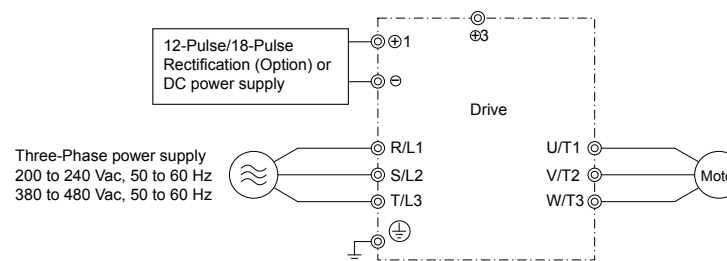 12-Pulse/18-Pulse
Rectification (Option) or
DC power supply
⊕1
⊖
⊕3
Drive
Three-Phase power supply
200 to 240 Vac, 50 to 60 Hz
380 to 480 Vac, 50 to 60 Hz
R/L1
S/L2
T/L3
U/T1
V/T2
W/T3